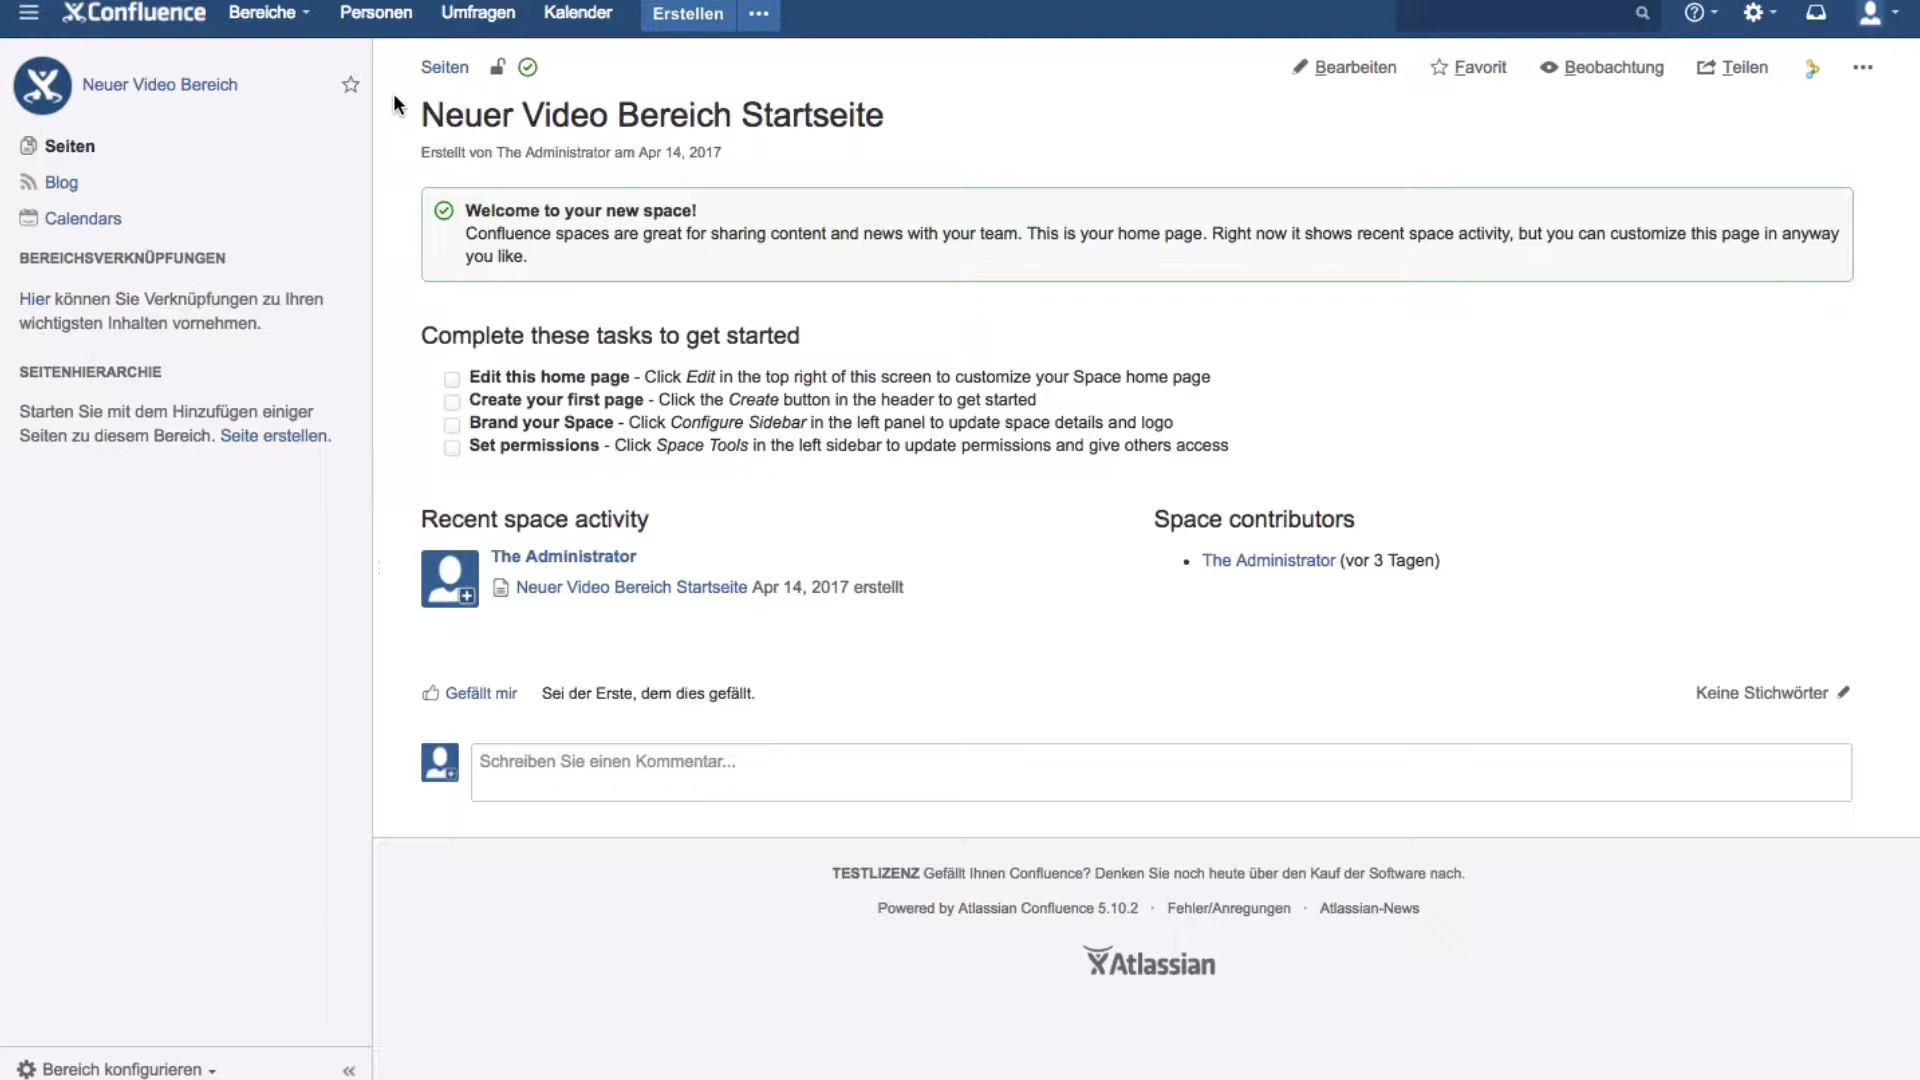 Confluence Bereiche Personen Umfragen Kalender Erstellen
Neuer Video Bereich
Seiten
Blog
Calendars
BEREICHSVERKNÜPFUNGEN
Hier können Sie Verknüpfungen zu Ihren
wichtigsten Inhalten vornehmen.
SEITENHIERARCHIE
Starten Sie mit dem Hinzufügen einiger
Seiten zu diesem Bereich. Seite erstellen.
Bereich konfigurieren
Seiten
Bearbeiten Favorit Beobachtung Teilen
Neuer Video Bereich Startseite
Erstellt von The Administrator am Apr 14, 2017
Welcome to your new space!
Confluence spaces are great for sharing content and news with your team. This is your home page. Right now it shows recent space activity, but you can customize this page in anyway
you like.
Complete these tasks to get started
Edit this home page - Click Edit in the top right of this screen to customize your Space home page
Create your first page - Click the Create button in the header to get started
Brand your Space - Click Configure Sidebar in the left panel to update space details and logo
Set permissions - Click Space Tools in the left sidebar to update permissions and give others access
Recent space activity
The Administrator
Neuer Video Bereich Startseite Apr 14, 2017 erstellt
Space contributors
• The Administrator (vor 3 Tagen)
Gefällt mir Sei der Erste, dem dies gefällt.
Keine Stichwörter
Schreiben Sie einen Kommentar...
TESTLIZENZ Gefällt Ihnen Confluence? Denken Sie noch heute über den Kauf der Software nach.
Powered by Atlassian Confluence 5.10.2 · Fehler/Anregungen · Atlassian-News
Atlassian